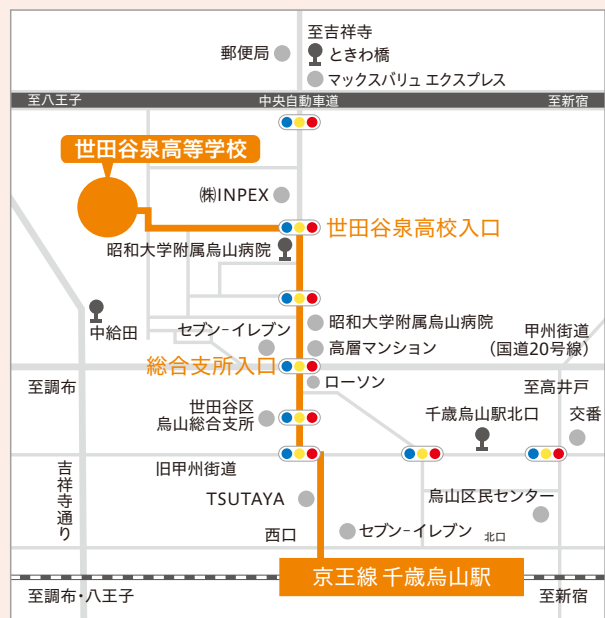 至吉祥寺
郵便局
ときわ橋
マックスバリュ エクスプレス
至八王子
中央自動車道
至新宿
世田谷泉高等学校
㈱INPEX
世田谷泉高校入口
昭和大学附属烏山病院
中給田
セブン-イレブン
昭和大学附属烏山病院
高層マンション
甲州街道
(国道20号線)
総合支所入口
至調布
ローソン
至高井戸
世田谷区
烏山総合支所
千歳烏山駅北口
交番
旧甲州街道
吉祥寺通り
TSUTAYA
烏山区民センター
西口
セブン-イレブン
北口
京王線 千歳烏山駅
至調布・八王子
至新宿